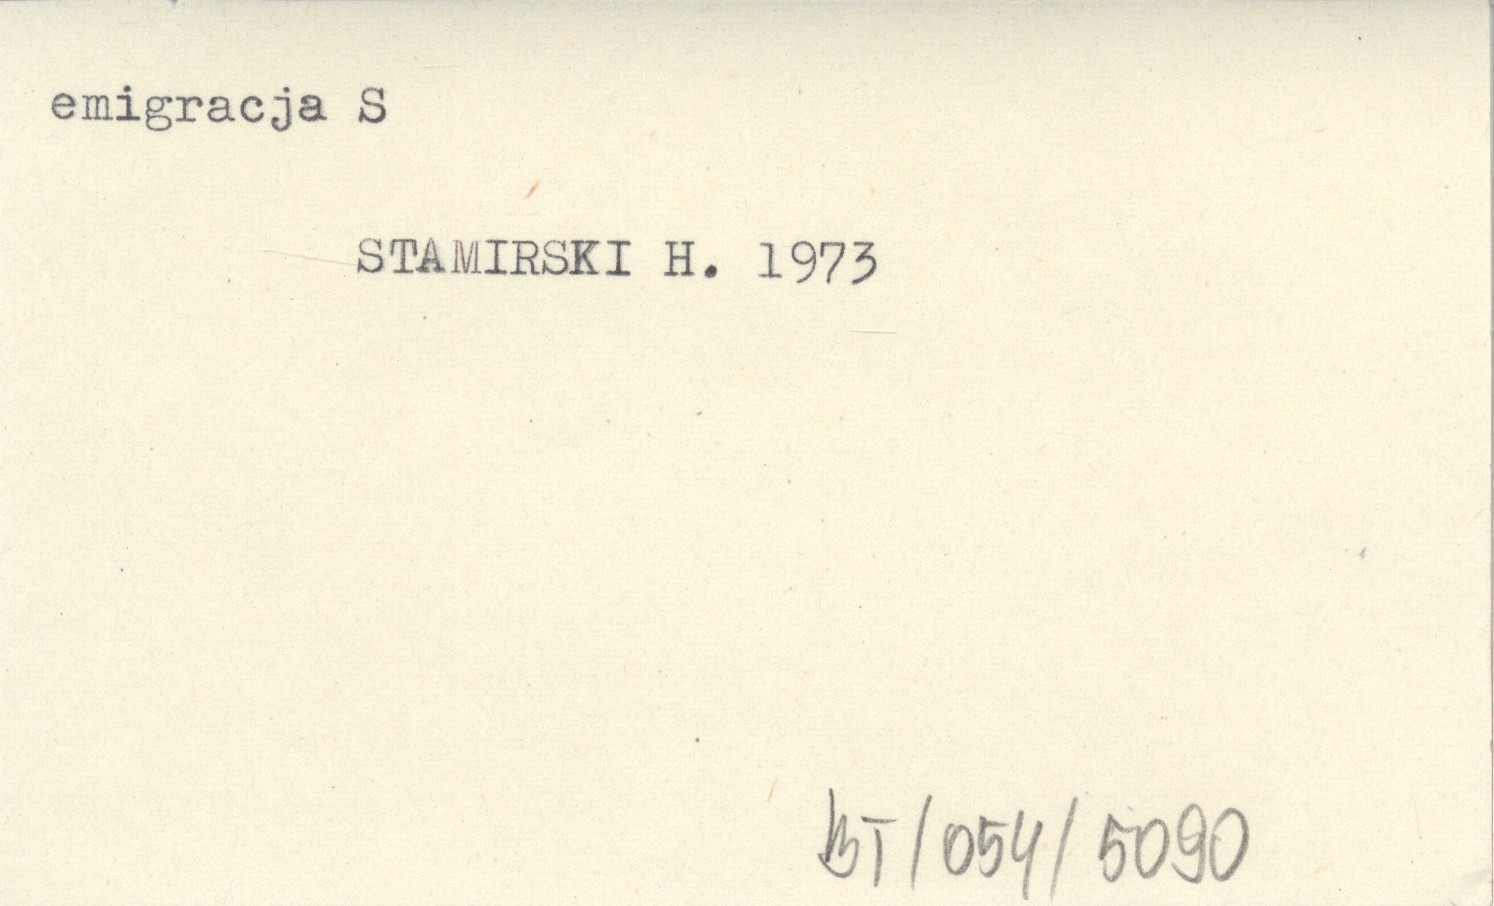 emigracja S
STAMIRSKI H. 1973
BT/054/5090